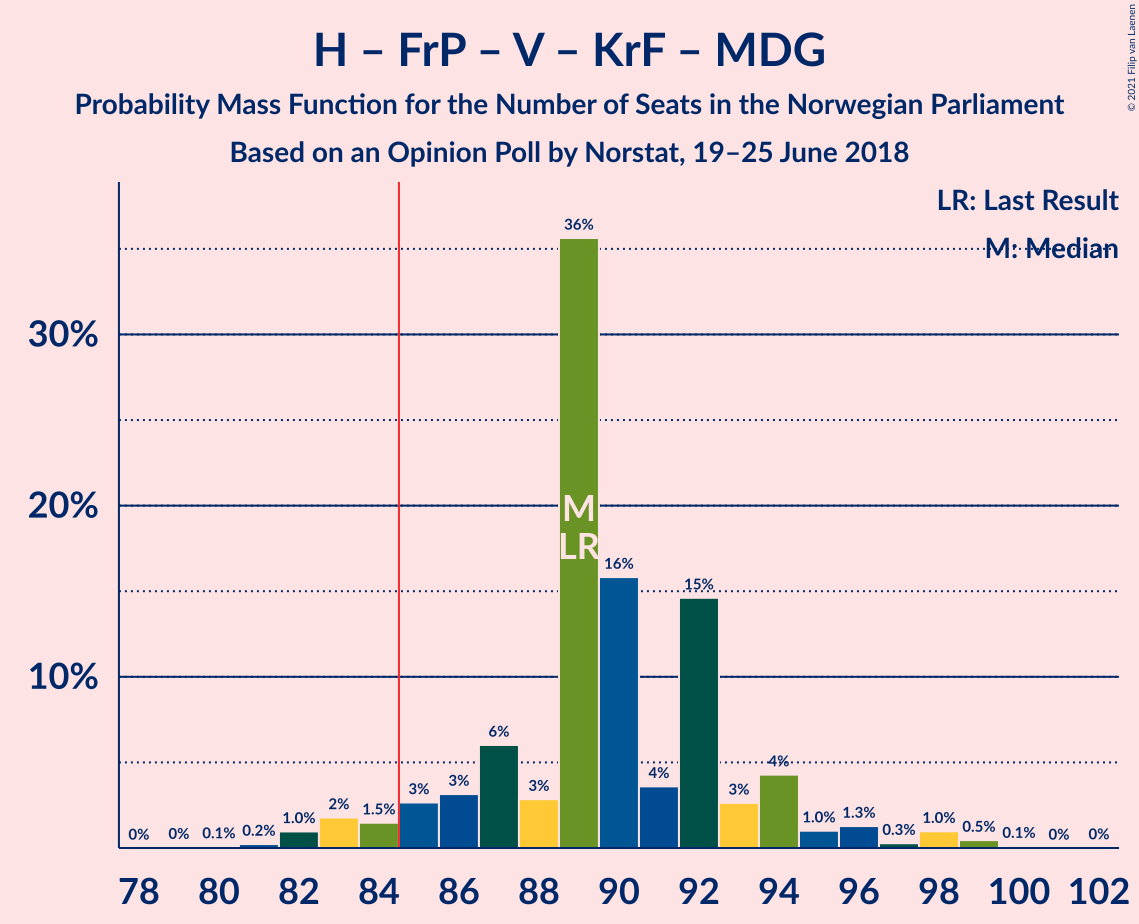 H – FrP – V – KrF – MDG
Probability Mass Function for the Number of Seats in the Norwegian Parliament
Based on an Opinion Poll by Norstat, 19–25 June 2018
© 2021 Filip van Laenen
LR: Last Result
M: Median
30%
20%
10%
0% 0% 0.1% 0.2% 1.0% 2% 1.5% 3% 3% 6% 3% 36% 16% 4% 15% 3% 4% 1.0% 1.3% 0.3% 1.0% 0.5% 0.1% 0% 0%
M
LR
78 80 82 84 86 88 90 92 94 96 98 100 102